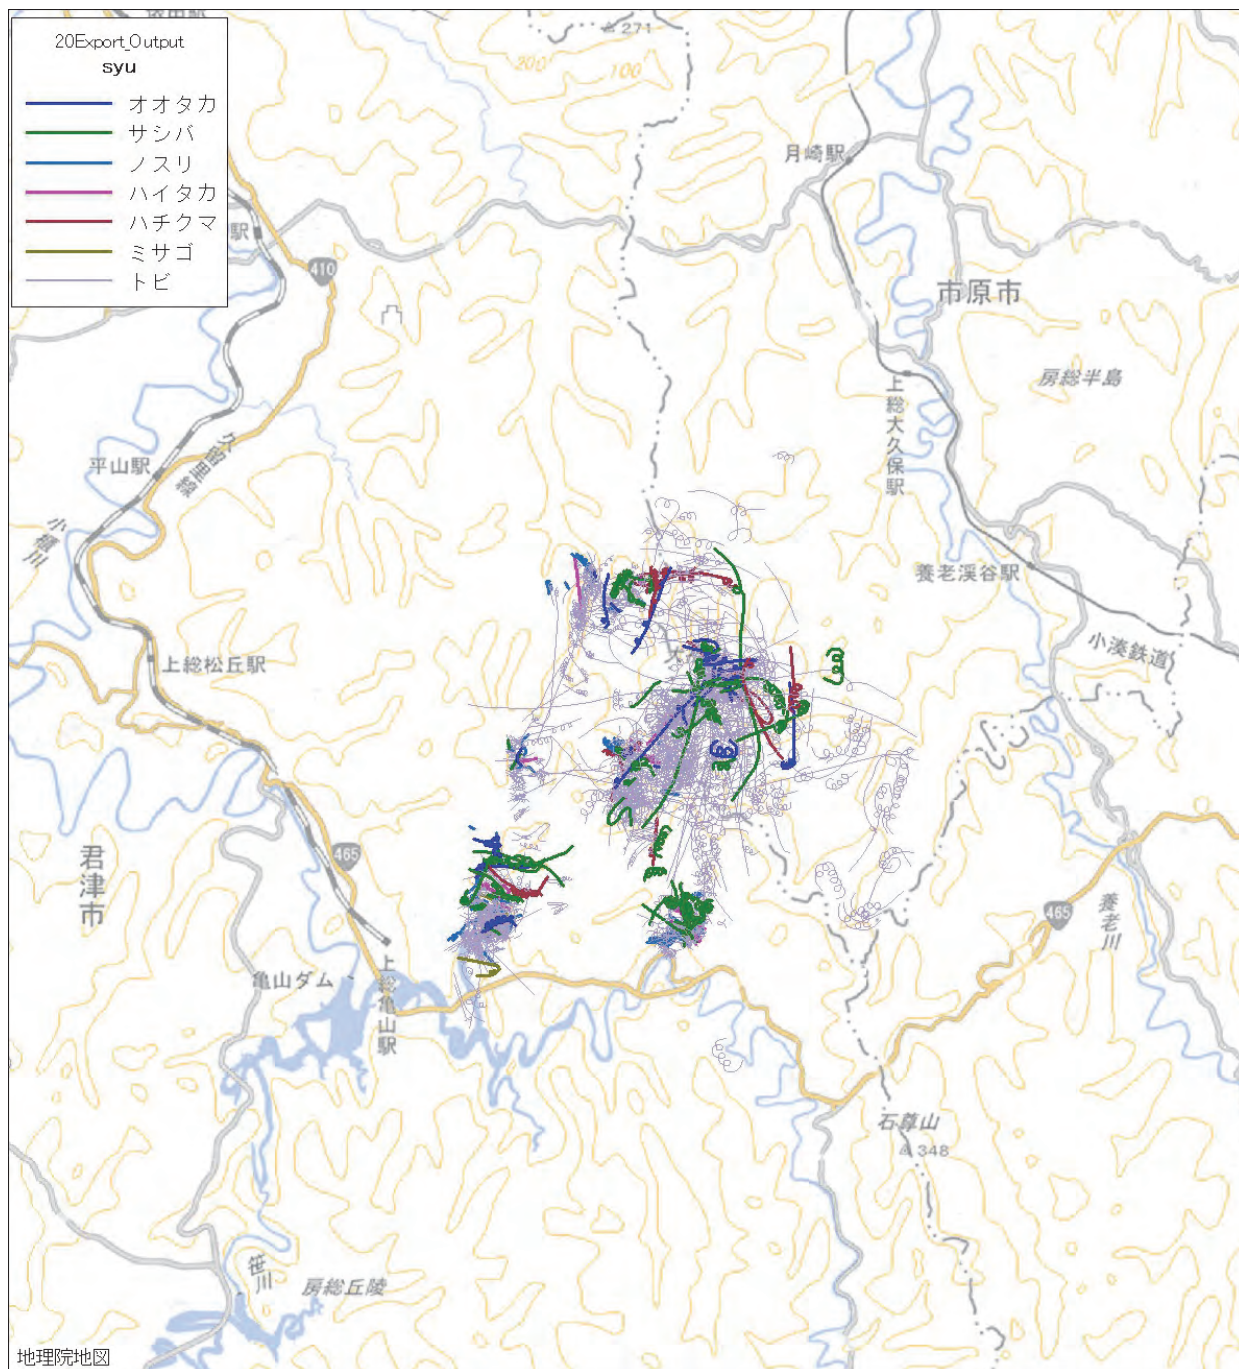 20Export_Output
syu
オオタカ
サシバ
ノスリ
ハイタカ
ハチクマ
ミサゴ
トビ
271
200
100
月崎駅
駅
410
市原市
房総半島
上総大久保駅
平山駅
久留里線
小櫃川
養老渓谷駅
小湊鉄道
上総松丘駅
君津市
465
465
養老川
亀山ダム
上総亀山駅
石尊山
348
笹川
房総丘陵
地理院地図